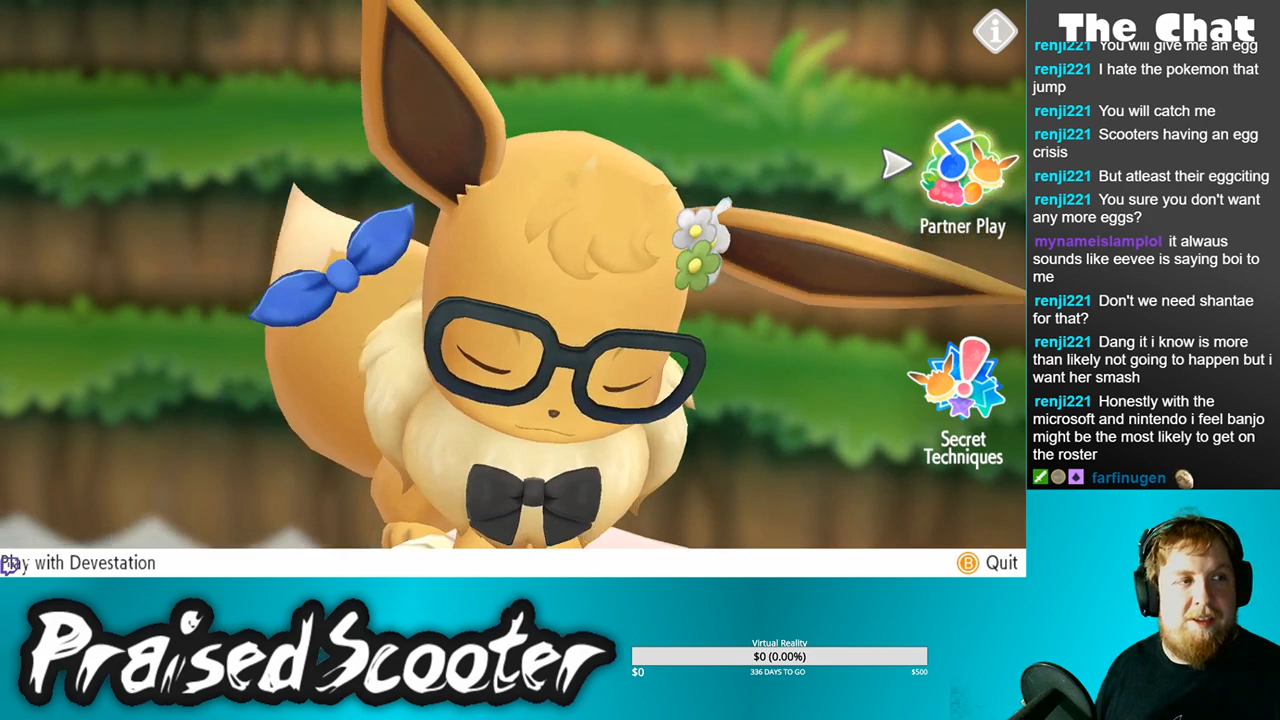 The Chat
renji221 You will give me an egg
renji221 I hate the pokemon that
jump
renji221 You will catch me
renji221 Scooters having an egg
crisis
renji221 But atleast their eggciting
renji221 You sure you don't want
any more eggs?
mynameislamplol it alwaus
sounds like eevee is saying boi to
me
renji221 Don't we need shantae
for that?
renji221 Dang it i know is more
than likely not going to happen but i
want her smash
renji221 Honestly with the
microsoft and nintendo i feel banjo
might be the most likely to get on
the roster
farfinugen
Partner Play
Secret
Techniques
Play with Devestation
B Quit
PraisedScooter
Virtual Reality
$0 (0.00%)
$0 336 DAYS TO GO $500